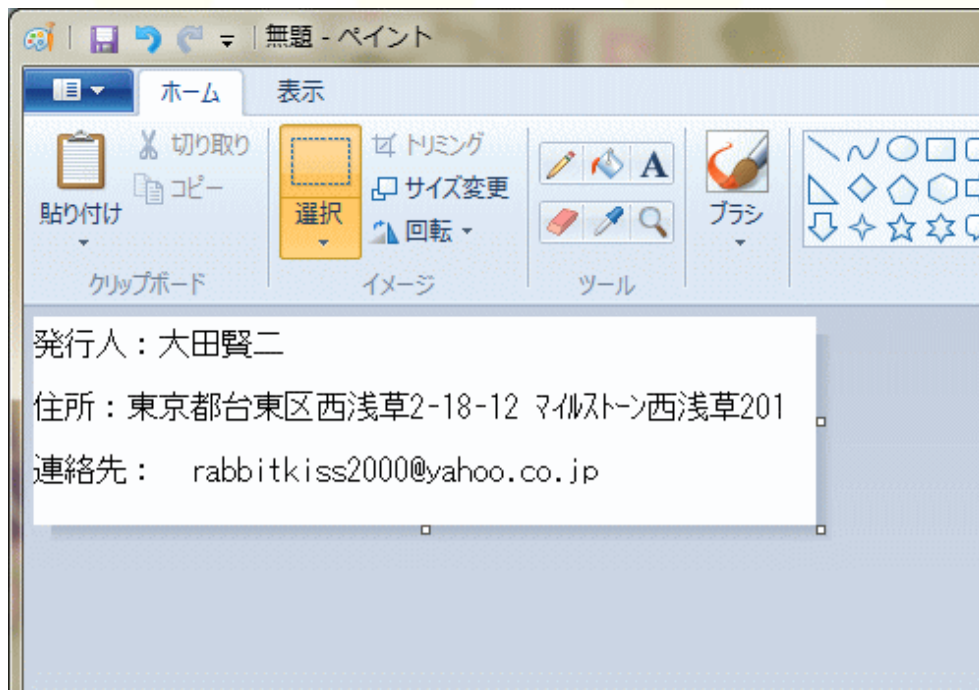 無題 - ペイント
ホーム 表示
貼り付け
切り取り
コピー
クリップボード
選択
トリミング
サイズ変更
回転
イメージ
A
ツール
ブラシ
発行人：大田賢二
住所：東京都台東区西浅草2-18-12 ﾏｲﾙｽﾄｰﾝ西浅草201
連絡先：　rabbitkiss2000@yahoo.co.jp